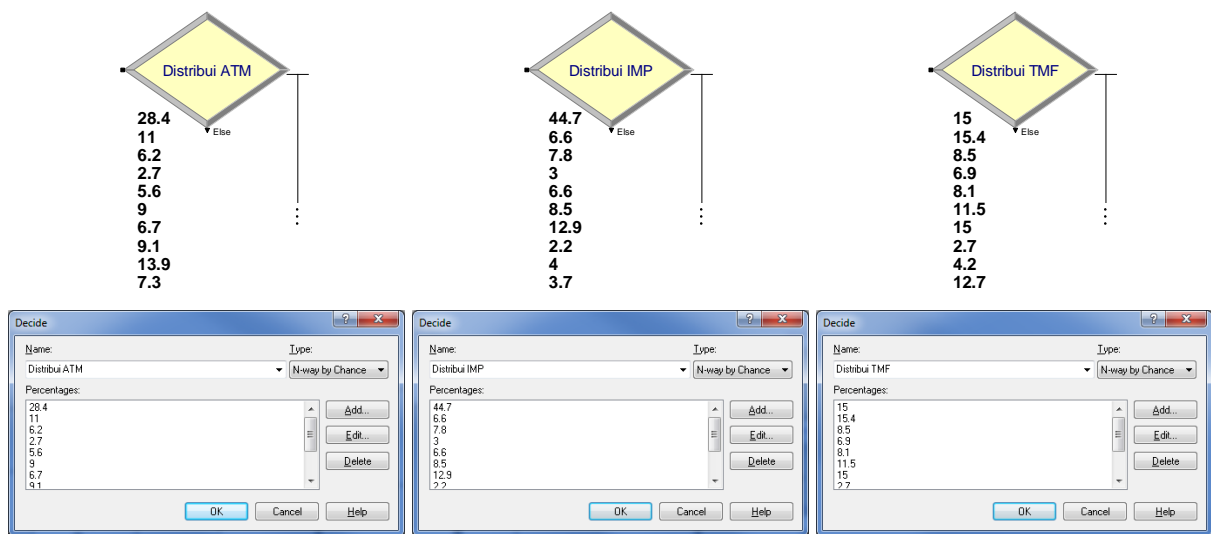 Distribui ATM
28.4
Else
11
6.2
2.7
5.6
9
6.7
9.1
13.9
7.3
Distribui IMP
44.7
Else
6.6
7.8
3
6.6
8.5
12.9
2.2
4
3.7
Distribui TMF
15
Else
15.4
8.5
6.9
8.1
11.5
15
2.7
4.2
12.7
Decide
Name: Type:
Distribui ATM N-way by Chance
Percentages:
28.4
11
6.2
2.7
5.6
9
6.7
9.1
Add...
Edit...
Delete
OK Cancel Help
Decide
Name: Type:
Distribui IMP N-way by Chance
Percentages:
44.7
6.6
7.8
3
6.6
8.5
12.9
2.2
Add...
Edit...
Delete
OK Cancel Help
Decide
Name: Type:
Distribui TMF N-way by Chance
Percentages:
15
15.4
8.5
6.9
8.1
11.5
15
2.7
Add...
Edit...
Delete
OK Cancel Help